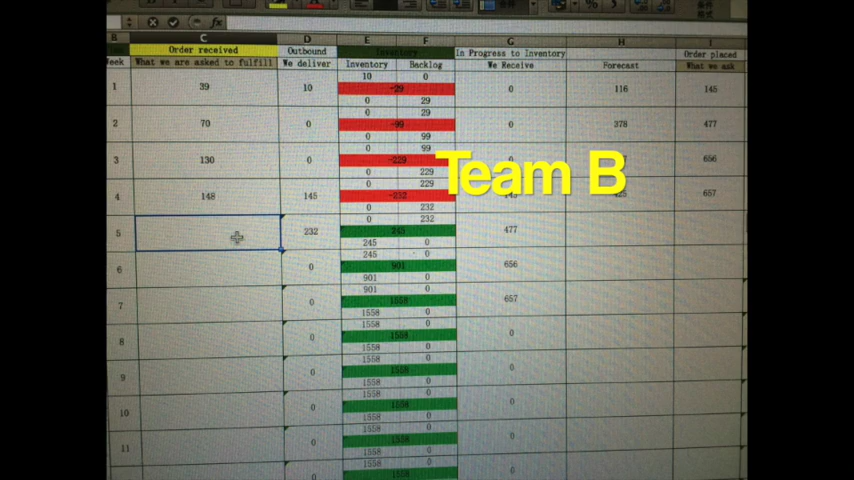 B C D E F G H I
Order received Outbound Inventory In Progress to Inventory Order placed
Week What we are asked to fulfill We deliver Inventory Backlog We Receive Forecast What we ask
10 0
1 39 10 -29 0 116 145
0 29
0 29
2 70 0 -99 0 378 477
0 99
0 99
3 130 0 -229 656
0 229
0 229
4 148 145 -232 657
0 232
0 232
5 232 245 477
245 0
245 0
6 0 901 656
901 0
901 0
7 0 1558 657
1558 0
1558 0
8 0 1558 0
1558 0
1558 0
9 0 1558 0
1558 0
1558 0
10 0 1558 0
1558 0
1558 0
11 0 1558 0
1558 0
1558 0
0 1558 0
Team B